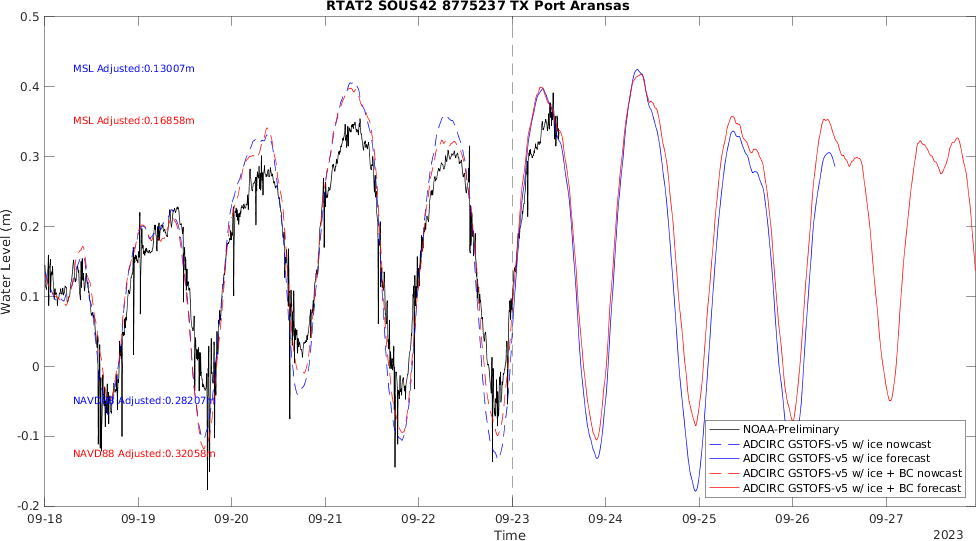 RTAT2 SOUS42 8775237 TX Port Aransas
0.5
0.4
0.3
0.2
0.1
0
-0.1
-0.2
Water Level (m)
MSL Adjusted:0.13007m
MSL Adjusted:0.16858m
NAVD88 Adjusted:0.28207m
NAVD88 Adjusted:0.32058m
NOAA-Preliminary
ADCIRC GSTOFS-v5 w/ ice nowcast
ADCIRC GSTOFS-v5 w/ ice forecast
ADCIRC GSTOFS-v5 w/ ice + BC nowcast
ADCIRC GSTOFS-v5 w/ ice + BC forecast
09-18 09-19 09-20 09-21 09-22 09-23 09-24 09-25 09-26 09-27
Time
2023